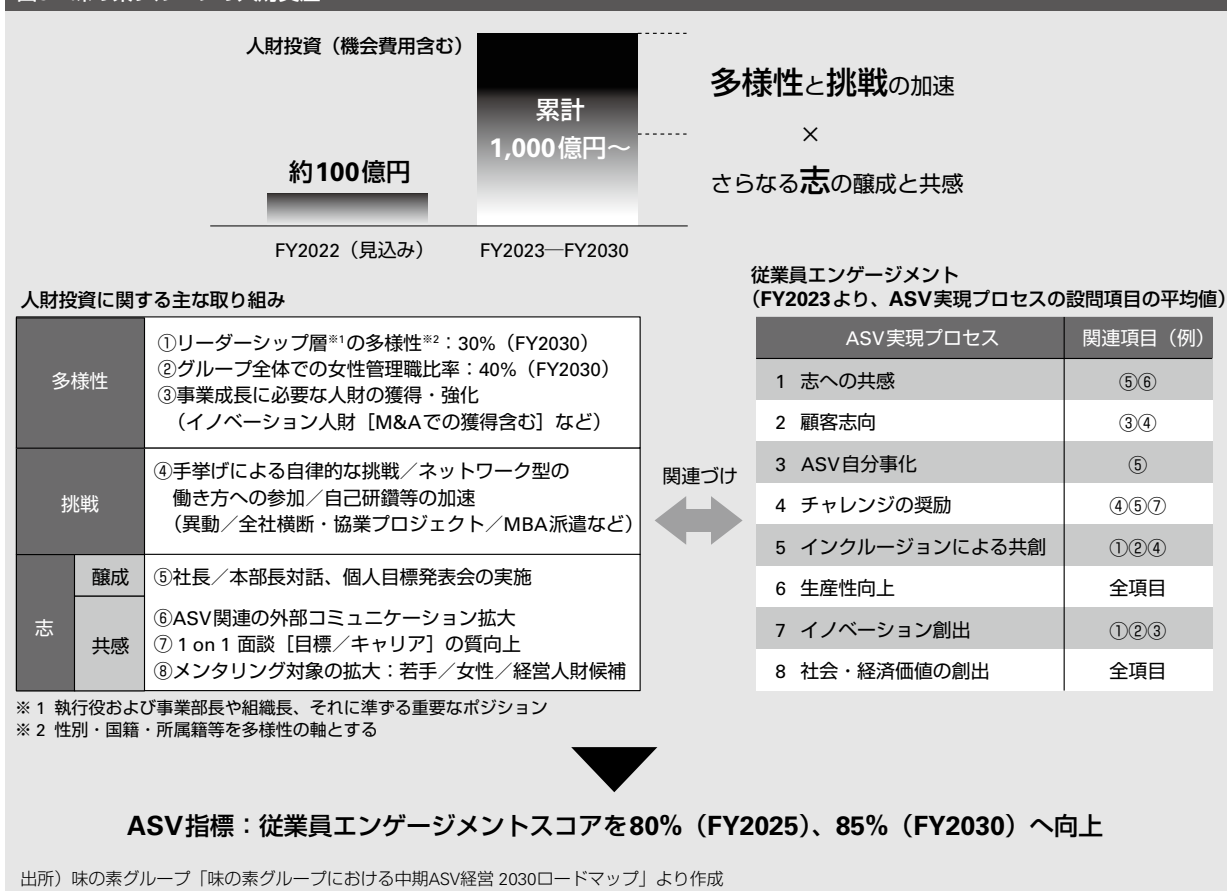 人財投資（機会費用含む）
累計
1,000億円～
約100億円
FY2022（見込み）
FY2023―FY2030
多様性と挑戦の加速
×
さらなる志の醸成と共感
人財投資に関する主な取り組み
多様性
①リーダーシップ層※1の多様性※2：30%（FY2030）
②グループ全体での女性管理職比率：40%（FY2030）
③事業成長に必要な人財の獲得・強化
（イノベーション人財［M&Aでの獲得含む］など）
挑戦
④手挙げによる自律的な挑戦／ネットワーク型の
働き方への参加／自己研鑽等の加速
（異動／全社横断・協業プロジェクト／MBA派遣など）
志
醸成
⑤社長／本部長対話、個人目標発表会の実施
共感
⑥ASV関連の外部コミュニケーション拡大
⑦1 on 1 面談［目標／キャリア］の質向上
⑧メンタリング対象の拡大：若手／女性／経営人財候補
※1 執行役および事業部長や組織長、それに準ずる重要なポジション
※2 性別・国籍・所属籍等を多様性の軸とする
関連づけ
従業員エンゲージメント
（FY2023より、ASV実現プロセスの設問項目の平均値）
ASV実現プロセス 関連項目（例）
1 志への共感 ⑤⑥
2 顧客志向 ③④
3 ASV自分事化 ⑤
4 チャレンジの奨励 ④⑤⑦
5 インクルージョンによる共創 ①②④
6 生産性向上 全項目
7 イノベーション創出 ①②③
8 社会・経済価値の創出 全項目
ASV指標：従業員エンゲージメントスコアを80%（FY2025）、85%（FY2030）へ向上
出所）味の素グループ「味の素グループにおける中期ASV経営 2030ロードマップ」より作成